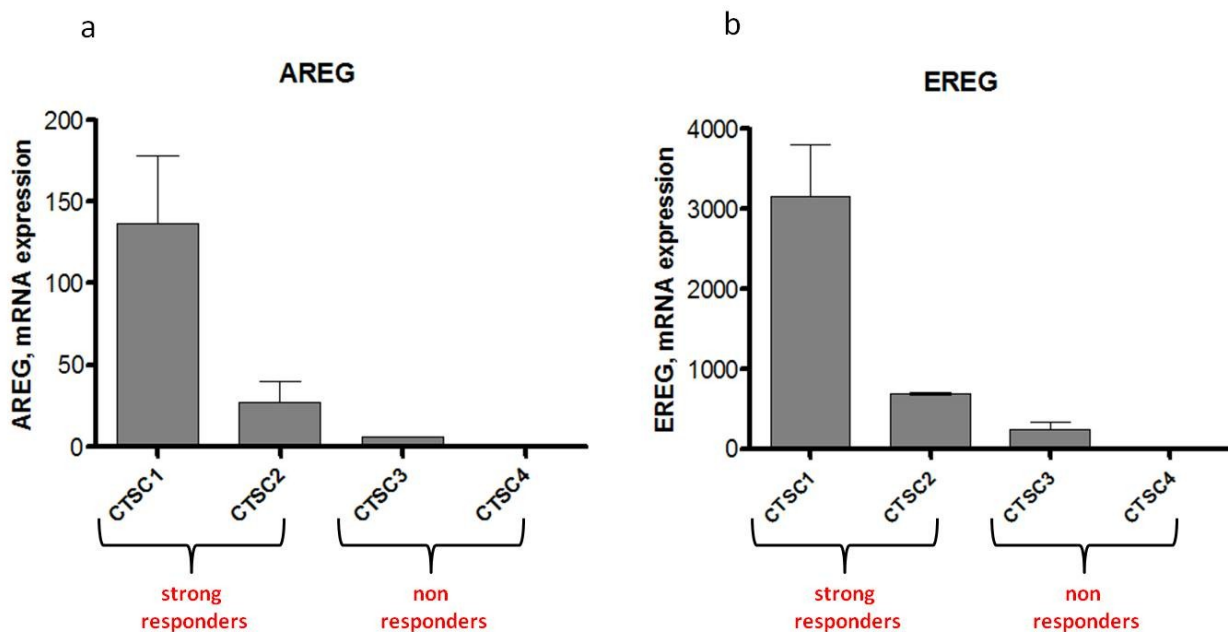 a
AREG
AREG, mRNA expression
200
150
100
50
0
CTSC1
CTSC2
CTSC3
CTSC4
strong
responders
non
responders
b
EREG
EREG, mRNA expression
4000
3000
2000
1000
0
CTSC1
CTSC2
CTSC3
CTSC4
strong
responders
non
responders